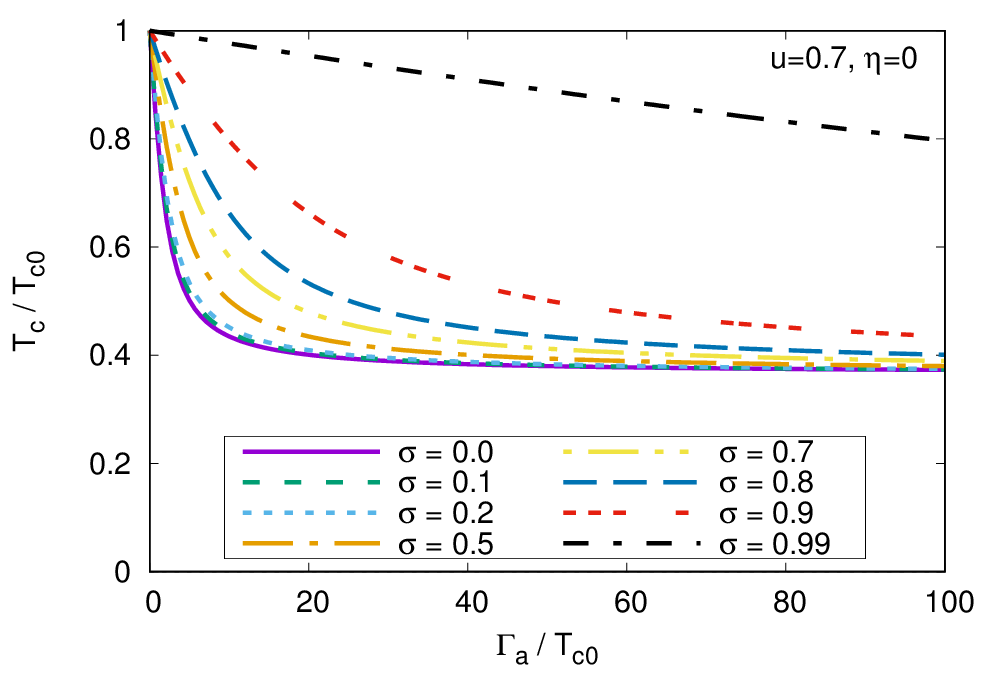 1
0.8
0.6
0.4
0.2
0
0 20 40 60 80 100
T_c / T_c0
Γ_a / T_c0
u=0.7, η=0
σ = 0.0
σ = 0.1
σ = 0.2
σ = 0.5
σ = 0.7
σ = 0.8
σ = 0.9
σ = 0.99